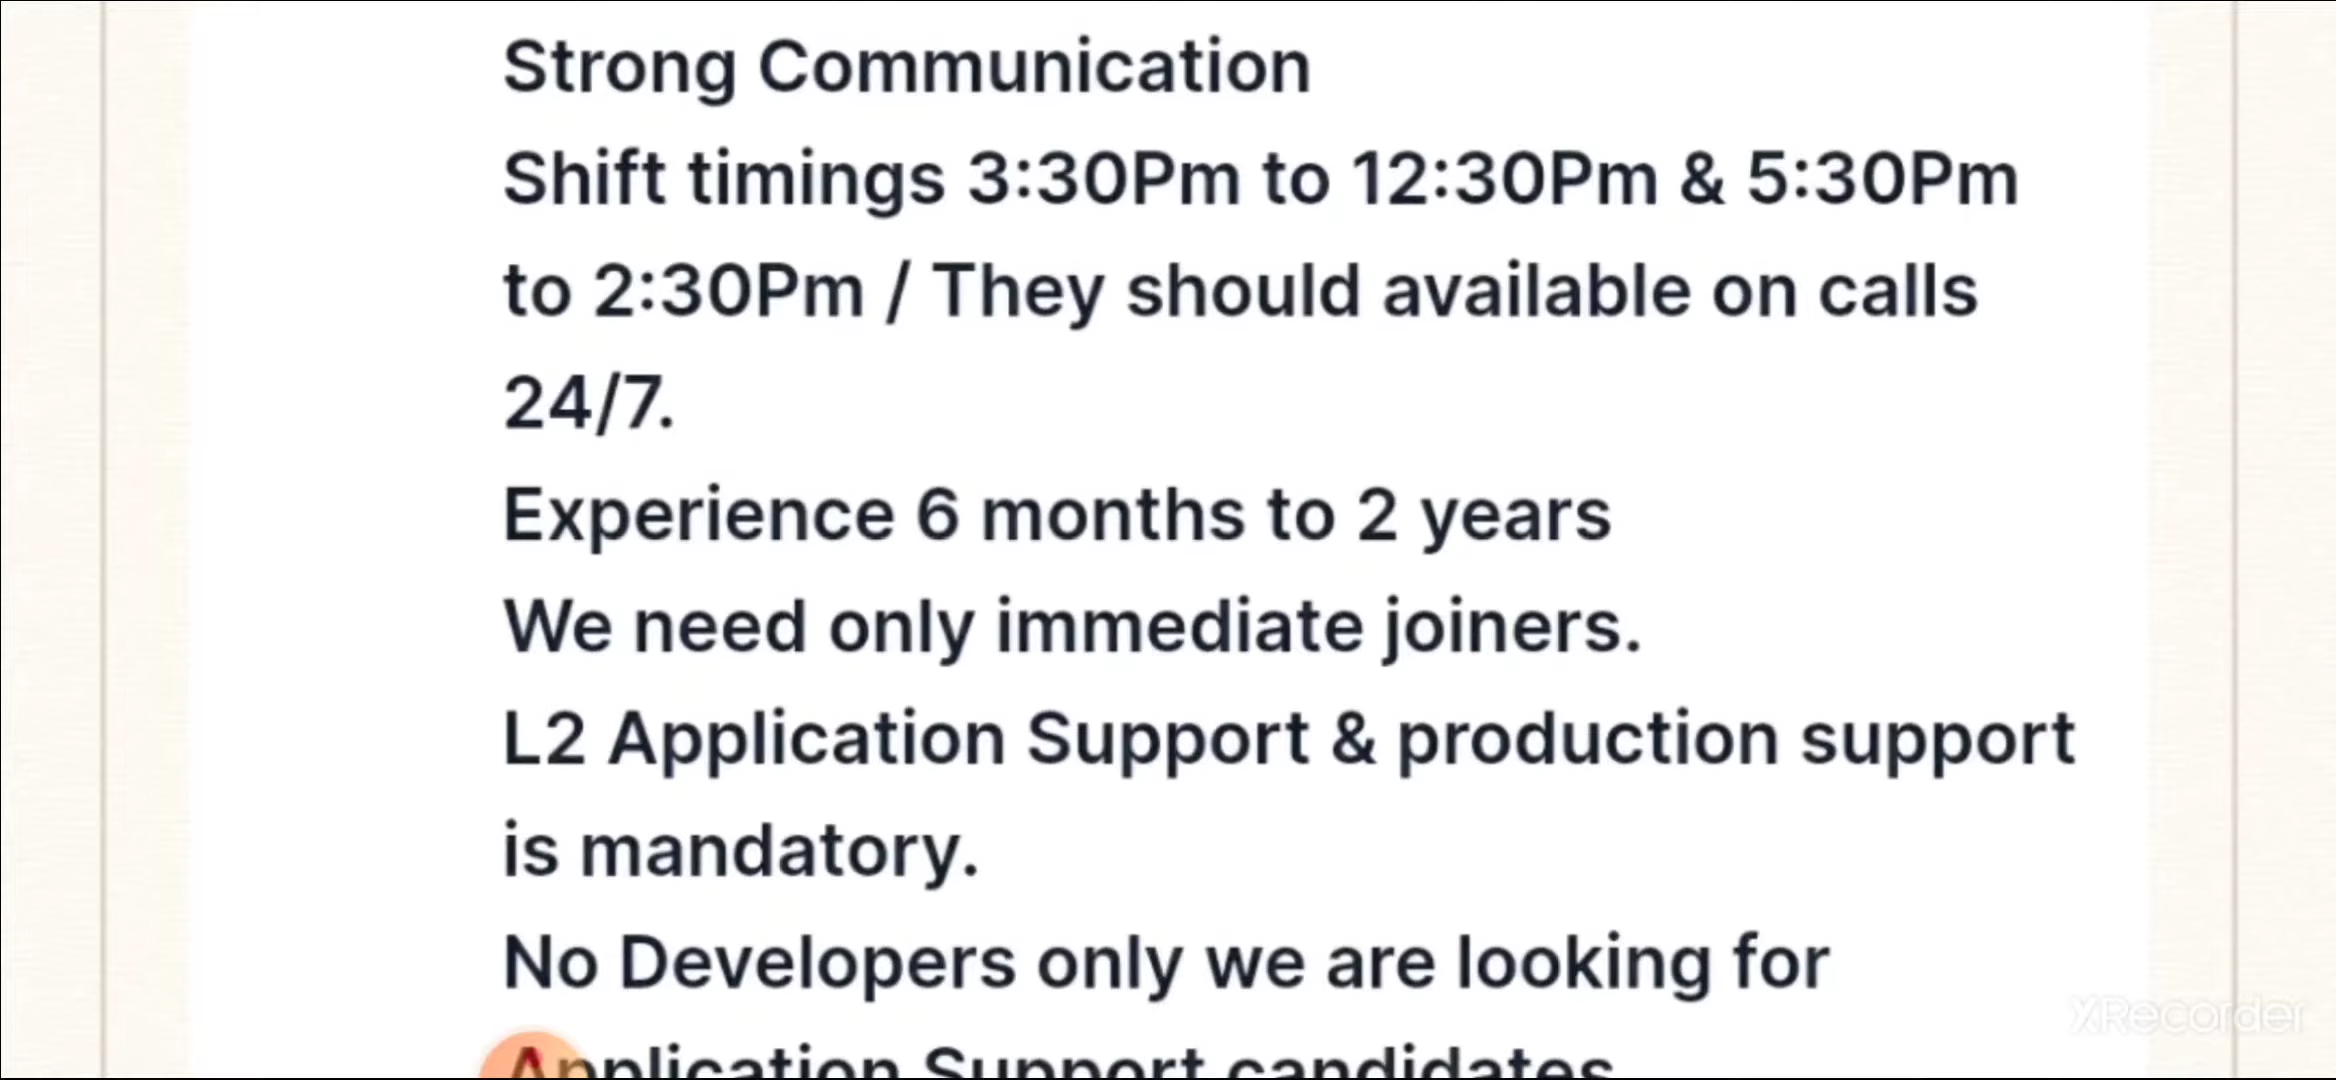 Strong Communication
Shift timings 3:30Pm to 12:30Pm & 5:30Pm
to 2:30Pm / They should available on calls
24/7.
Experience 6 months to 2 years
We need only immediate joiners.
L2 Application Support & production support
is mandatory.
No Developers only we are looking for
Application Support candidates
XRecorder